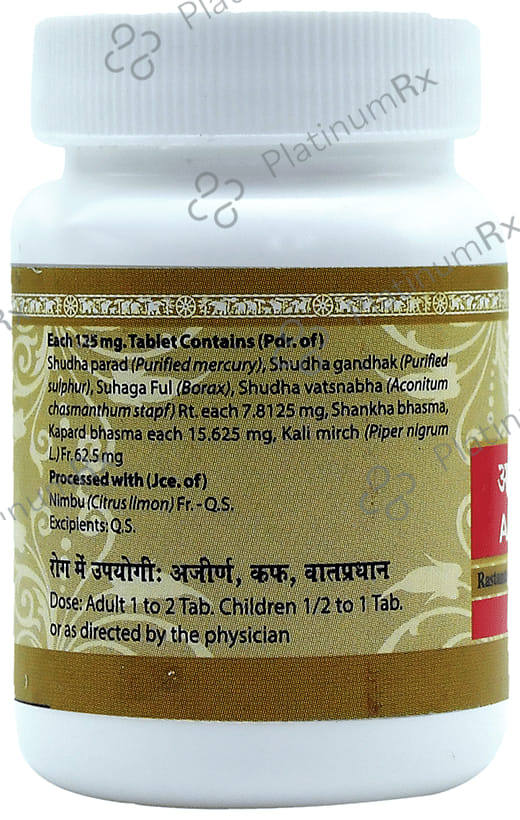 PlatinumRx
PlatinumRx
PlatinumRx
Each 125 mg. Tablet Contains (Pdr. of)
Shudha parad (Purified mercury), Shudha gandhak (Purified
sulphur), Suhaga Ful (Borax), Shudha vatsnabha (Aconitum
chasmanthum stapf) Rt. each 7.8125 mg, Shankha bhasma,
Kapard bhasma each 15.625 mg, Kali mirch (Piper nigrum
L.) Fr. 62.5 mg
Processed with (Jce. of)
Nimbu (Citrus limon) Fr. - Q.S.
Excipients: Q.S.
रोग में उपयोगी: अजीर्ण, कफ, वातप्रधान
Dose: Adult 1 to 2 Tab. Children 1/2 to 1 Tab.
or as directed by the physician